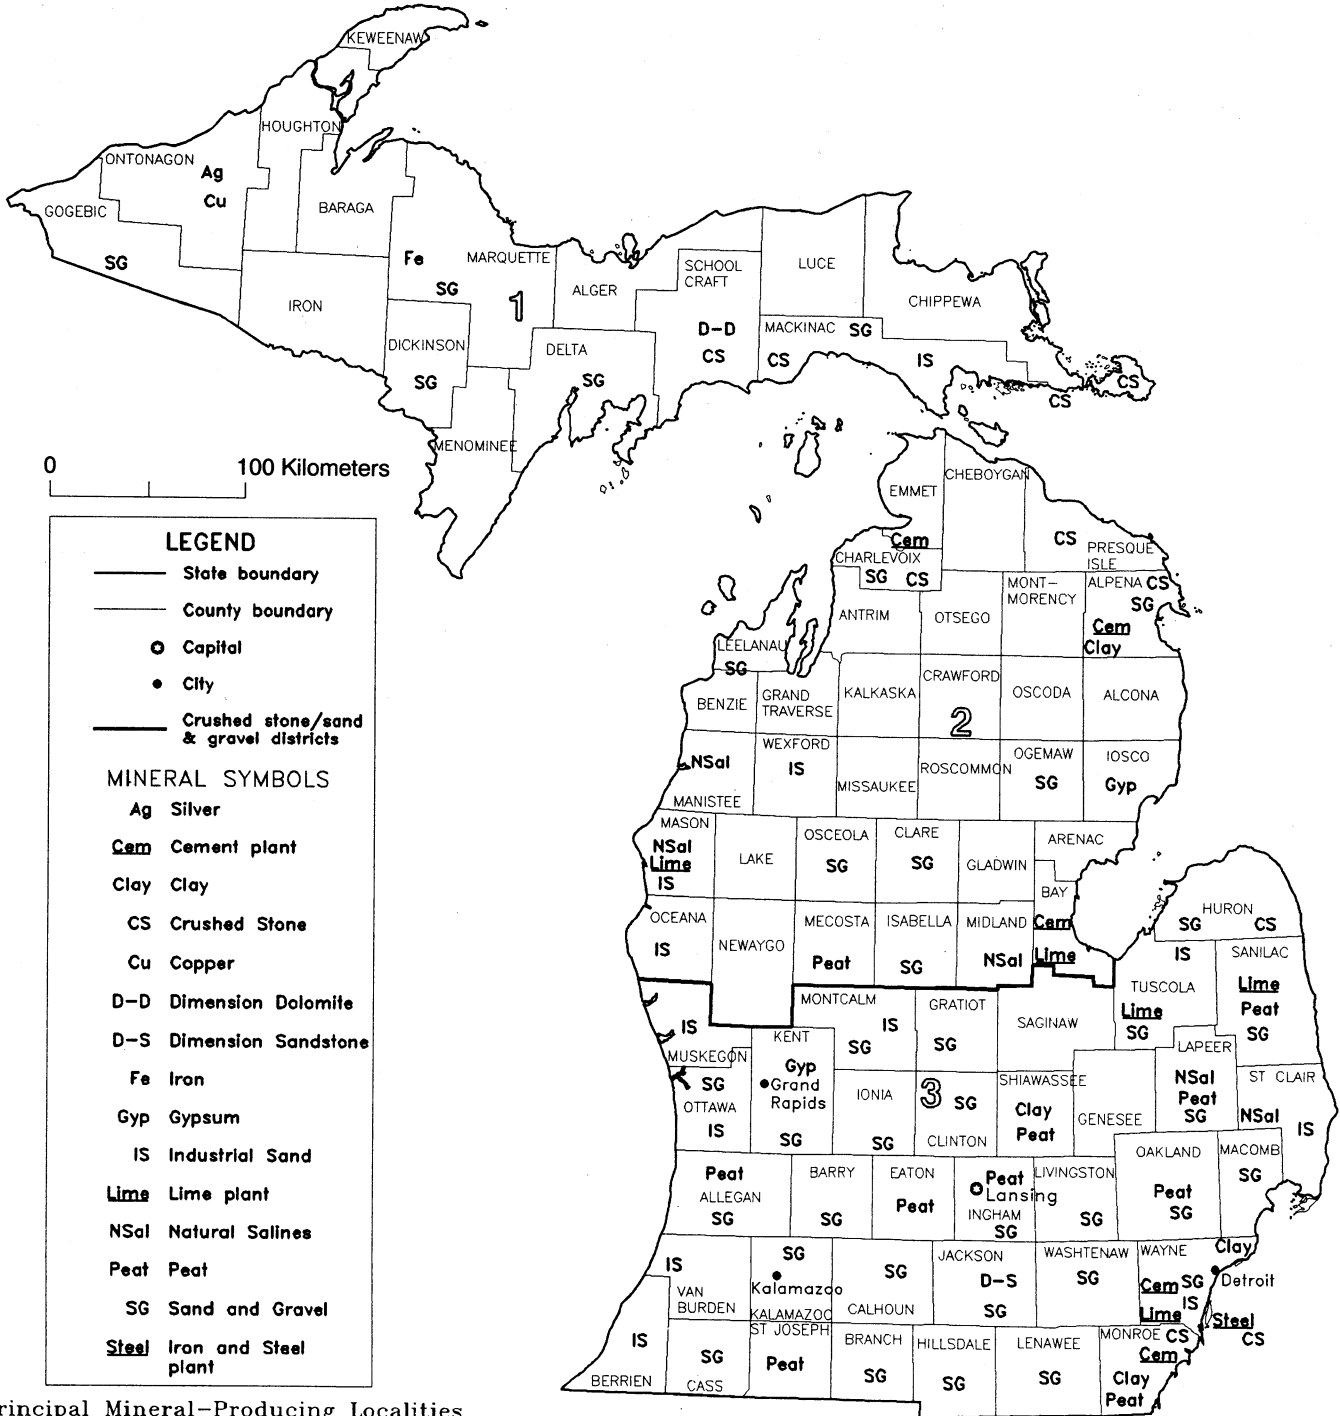 KEWEENAW
HOUGHTON
ONTONAGON
Ag
Cu
GOGEBIC
SG
BARAGA
Fe
MARQUETTE
SG
1
IRON
ALGER
SCHOOL
CRAFT
D-D
CS
LUCE
CHIPPEWA
MACKINAC SG
CS
IS
CS
CS
DICKINSON
SG
DELTA
SG
MENOMINEE
0 100 Kilometers
LEGEND
State boundary
County boundary
Capital
City
Crushed stone/sand
& gravel districts
MINERAL SYMBOLS
Ag Silver
Cem Cement plant
Clay Clay
CS Crushed Stone
Cu Copper
D-D Dimension Dolomite
D-S Dimension Sandstone
Fe Iron
Gyp Gypsum
IS Industrial Sand
Lime Lime plant
NSal Natural Salines
Peat Peat
SG Sand and Gravel
Steel Iron and Steel
plant
EMMET
CHEBOYGAN
Cem
CHARLEVOIX
SG CS
CS
PRESQUE
ISLE
MONT-
MORENCY
ALPENA CS
SG
Cem
Clay
ANTRIM
OTSEGO
LEELANAU
SG
BENZIE
GRAND
TRAVERSE
KALKASKA
CRAWFORD
2
OSCODA
ALCONA
NSal
MANISTEE
WEXFORD
IS
MISSAUKEE
ROSCOMMON
OGEMAW
SG
IOSCO
Gyp
MASON
NSal
Lime
IS
LAKE
OSCEOLA
SG
CLARE
SG
GLADWIN
ARENAC
BAY
Cem
Lime
HURON
SG CS
OCEANA
IS
NEWAYGO
MECOSTA
Peat
ISABELLA
SG
MIDLAND
NSal
IS
TUSCOLA
Lime
SG
SANILAC
Lime
Peat
SG
IS
MUSKEGON
MONTCALM
IS
SG
GRATIOT
SG
SAGINAW
KENT
Gyp
Grand
Rapids
SG
SG
OTTAWA
IS
IONIA
SG
3
SG
CLINTON
SHIAWASSEE
Clay
Peat
GENESEE
LAPEER
NSal
Peat
SG
ST CLAIR
NSal
IS
Peat
ALLEGAN
SG
BARRY
SG
EATON
Peat
Peat
Lansing
INGHAM
SG
LIVINGSTON
SG
OAKLAND
Peat
SG
MACOMB
SG
IS
VAN
BURDEN
SG
Kalamazoo
KALAMAZOO
SG
CALHOUN
JACKSON
D-S
SG
WASHTENAW
SG
WAYNE
Clay
Cem SG
Detroit
IS
Lime
Steel
CS
IS
BERRIEN
SG
CASS
ST JOSEPH
Peat
BRANCH
SG
HILLSDALE
SG
LENAWEE
SG
MONROE CS
Cem
Clay
Peat
Mineral-Producing Localities